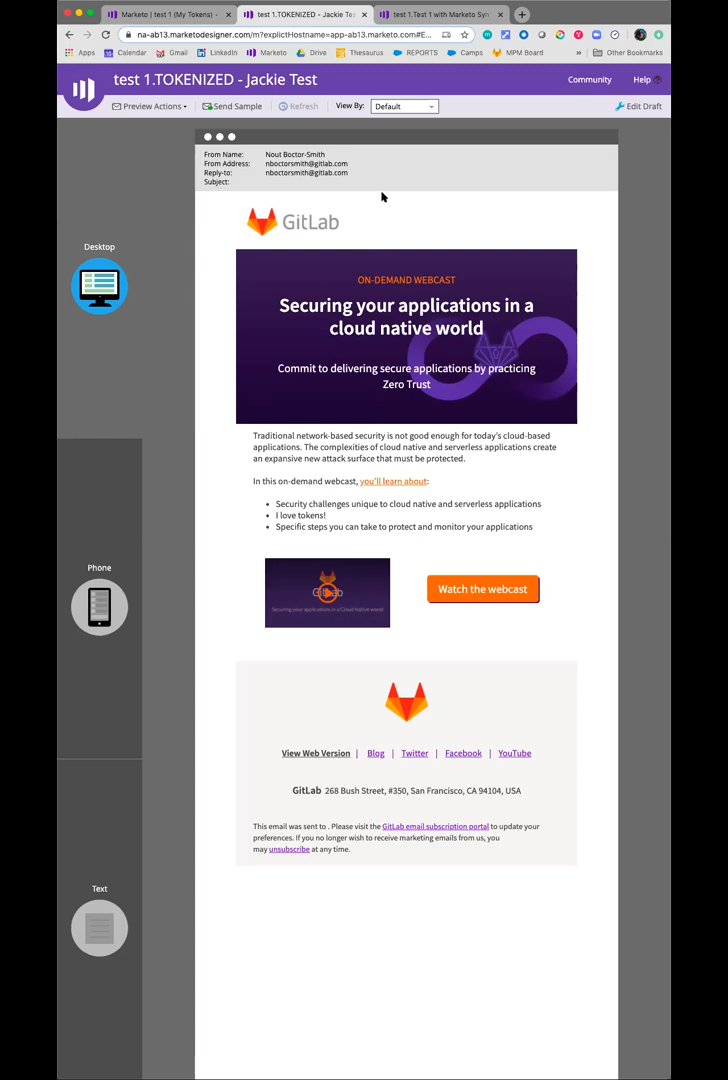 Marketo | test 1 (My Tokens) -
test 1.TOKENIZED - Jackie Tes
test 1.Test 1 with Marketo Syn
na-ab13.marketodesigner.com/m?explicitHostname=app-ab13.marketo.com#E...
Apps
Calendar
Gmail
LinkedIn
Marketo
Drive
Thesaurus
REPORTS
Camps
MPM Board
»
Other Bookmarks
test 1.TOKENIZED - Jackie Test
Community
Help
Preview Actions
Send Sample
Refresh
View By:
Default
Edit Draft
From Name: Nout Boctor-Smith
From Address: nboctorsmith@gitlab.com
Reply-to: nboctorsmith@gitlab.com
Subject:
Desktop
Phone
Text
GitLab
ON-DEMAND WEBCAST
Securing your applications in a
cloud native world
Commit to delivering secure applications by practicing
Zero Trust
Traditional network-based security is not good enough for today's cloud-based
applications. The complexities of cloud native and serverless applications create
an expansive new attack surface that must be protected.
In this on-demand webcast, you'll learn about:
• Security challenges unique to cloud native and serverless applications
• I love tokens!
• Specific steps you can take to protect and monitor your applications
GitLab
Securing your applications in a Cloud Native world
Watch the webcast
View Web Version | Blog | Twitter | Facebook | YouTube
GitLab 268 Bush Street, #350, San Francisco, CA 94104, USA
This email was sent to . Please visit the GitLab email subscription portal to update your
preferences. If you no longer wish to receive marketing emails from us, you
may unsubscribe at any time.